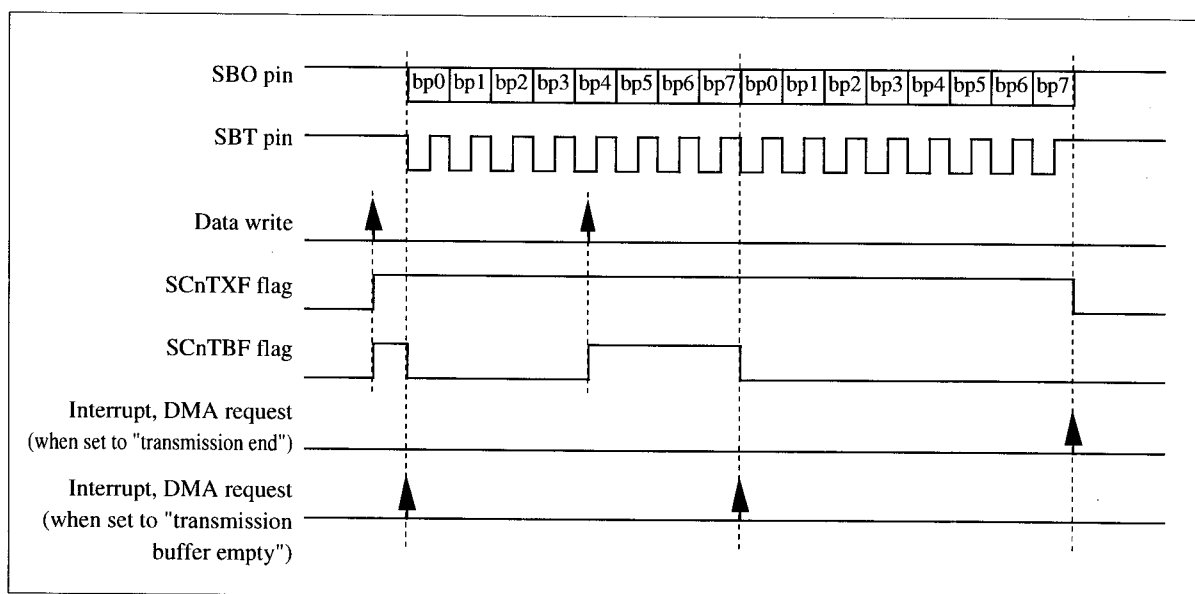 SBO pin
bp0 bp1 bp2 bp3 bp4 bp5 bp6 bp7 bp0 bp1 bp2 bp3 bp4 bp5 bp6 bp7
SBT pin
Data write
SCnTXF flag
SCnTBF flag
Interrupt, DMA request
(when set to "transmission end")
Interrupt, DMA request
(when set to "transmission
buffer empty")